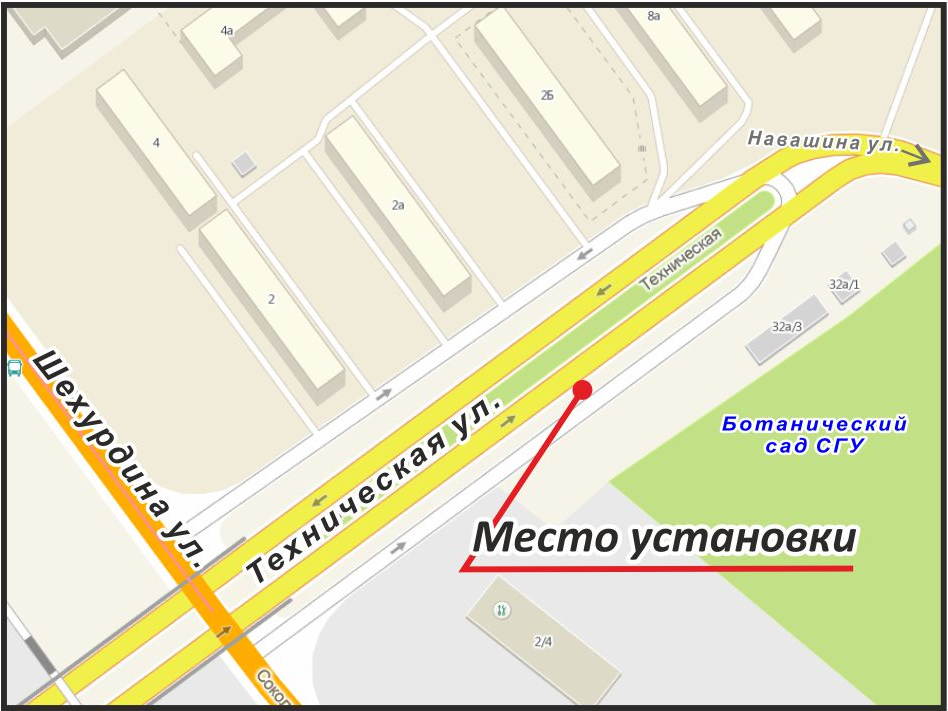 4а
8а
2Б
4
Навашина ул.
2а
Техническая
32а/1
2
32а/3
Шехурдина ул.
Техническая ул.
Ботанический
сад СГУ
Место установки
2/4